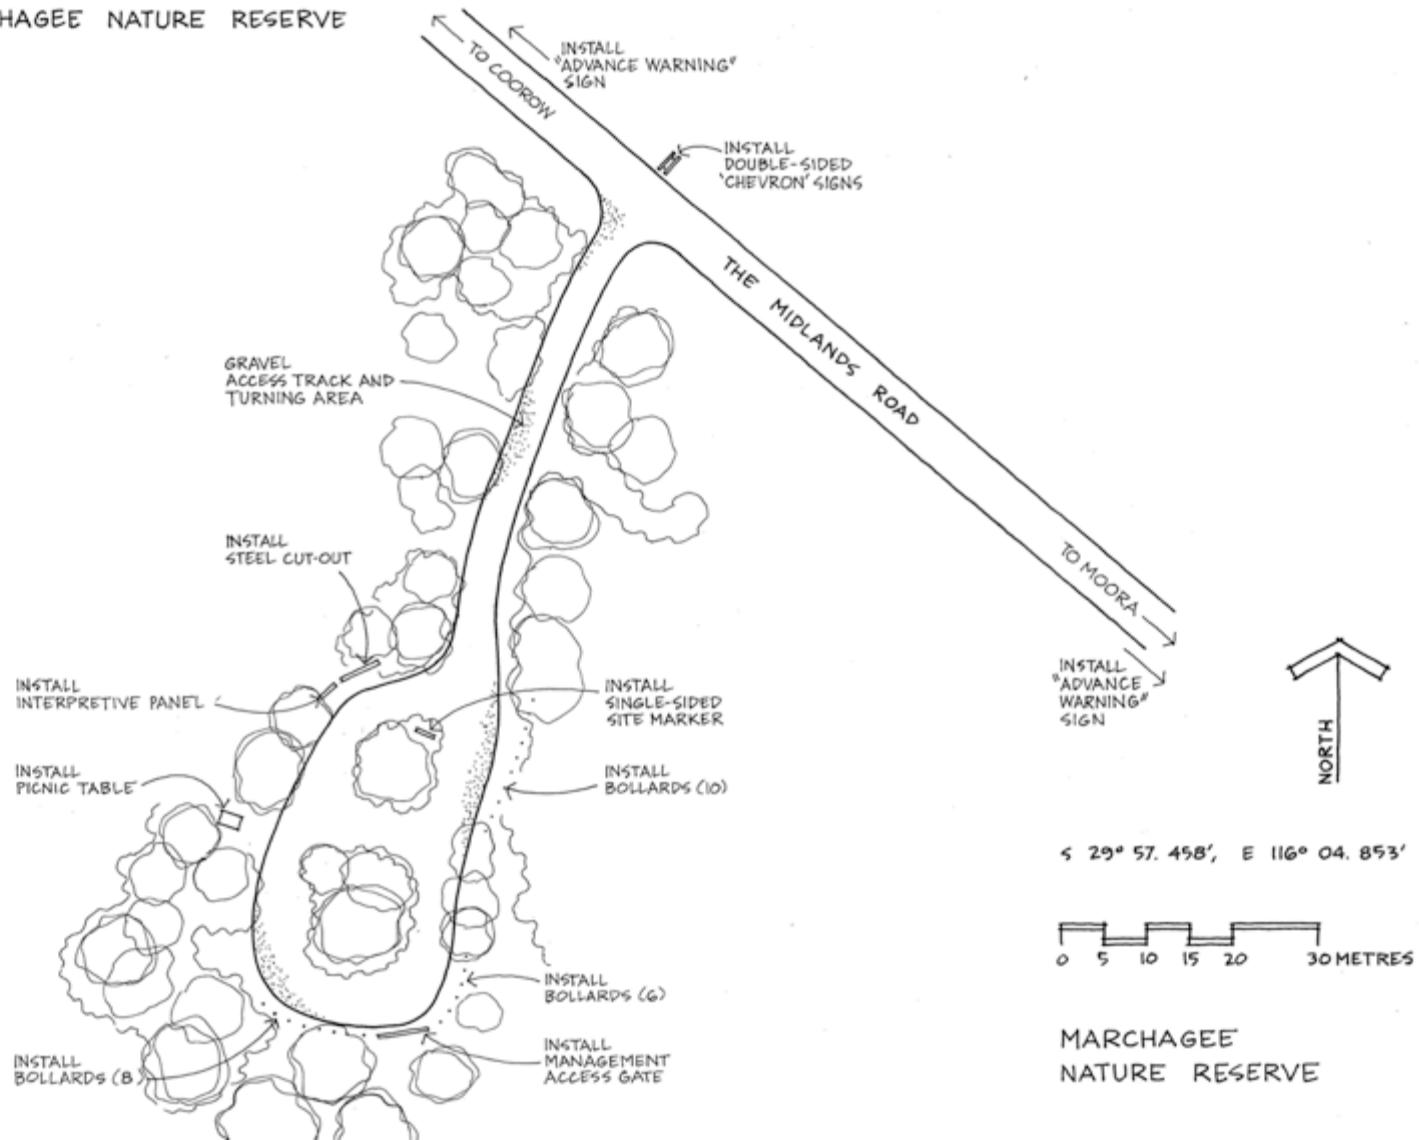 HAGEE NATURE RESERVE
TO COOROW
INSTALL
"ADVANCE WARNING"
SIGN
INSTALL
DOUBLE-SIDED
'CHEVRON' SIGNS
THE MIDLANDS ROAD
GRAVEL
ACCESS TRACK AND
TURNING AREA
INSTALL
STEEL CUT-OUT
TO MOORA
INSTALL
"ADVANCE
WARNING"
SIGN
INSTALL
INTERPRETIVE PANEL
INSTALL
SINGLE-SIDED
SITE MARKER
INSTALL
PICNIC TABLE
INSTALL
BOLLARDS (10)
NORTH
S 29° 57. 458', E 116° 04. 853'
0 5 10 15 20 30 METRES
INSTALL
BOLLARDS (6)
INSTALL
BOLLARDS (8)
INSTALL
MANAGEMENT
ACCESS GATE
MARCHAGEE
NATURE RESERVE